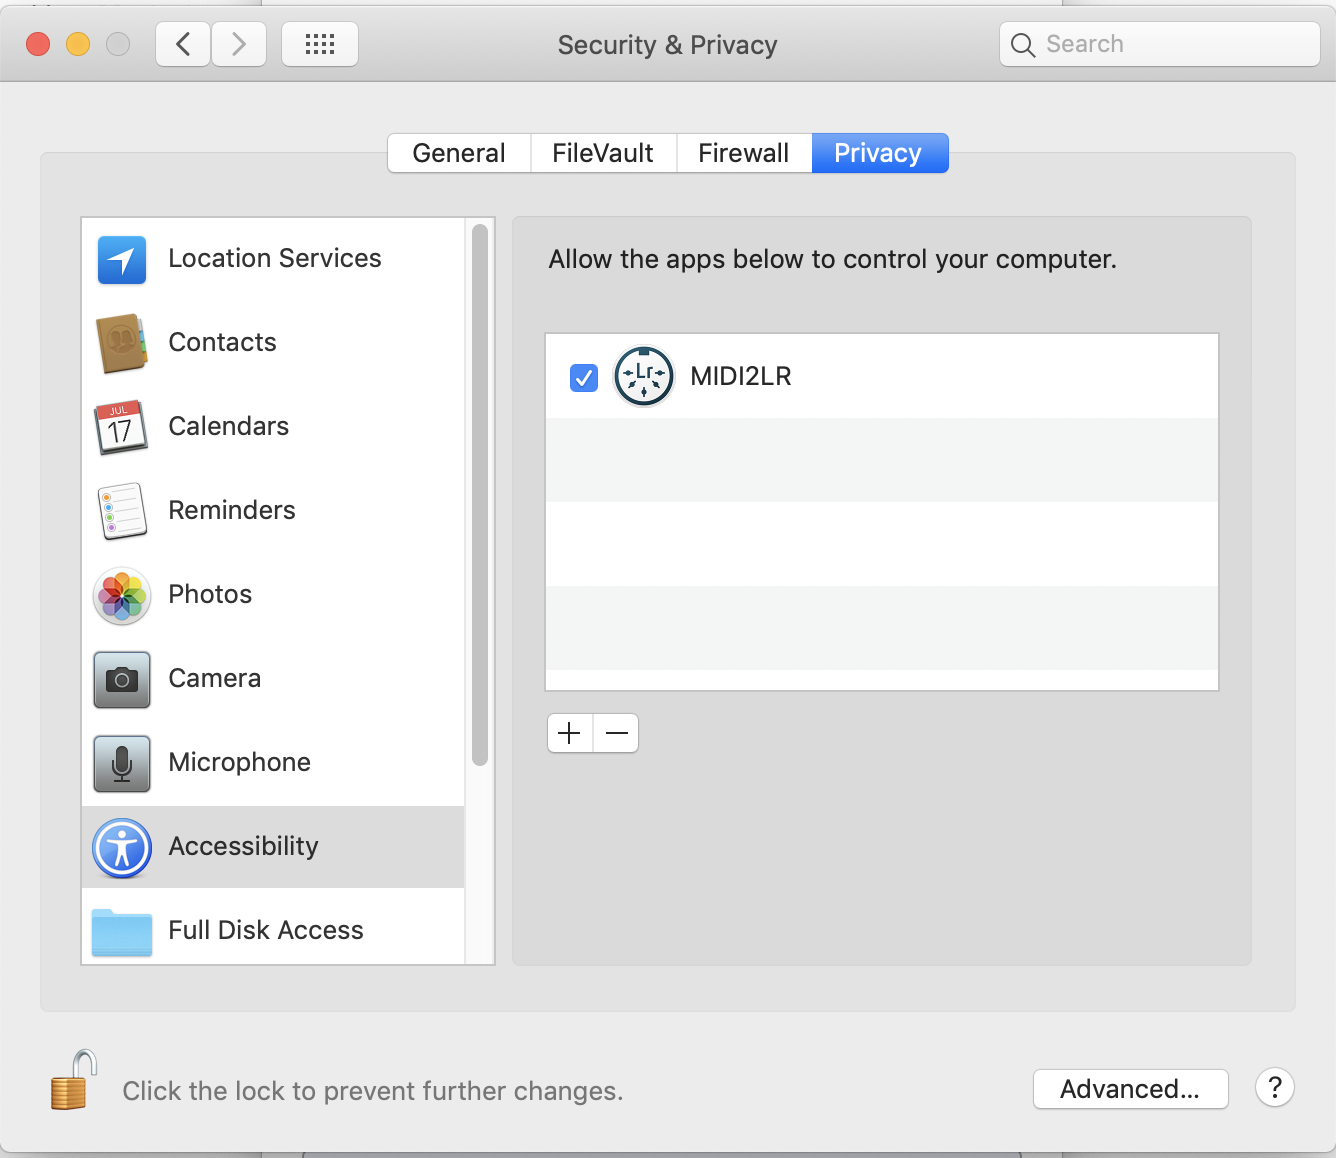 Security & Privacy
Search
General
FileVault
Firewall
Privacy
Location Services
Contacts
JUL
17
Calendars
Reminders
Photos
Camera
Microphone
Accessibility
Full Disk Access
Allow the apps below to control your computer.
Lr
MIDI2LR
Click the lock to prevent further changes.
Advanced...
?